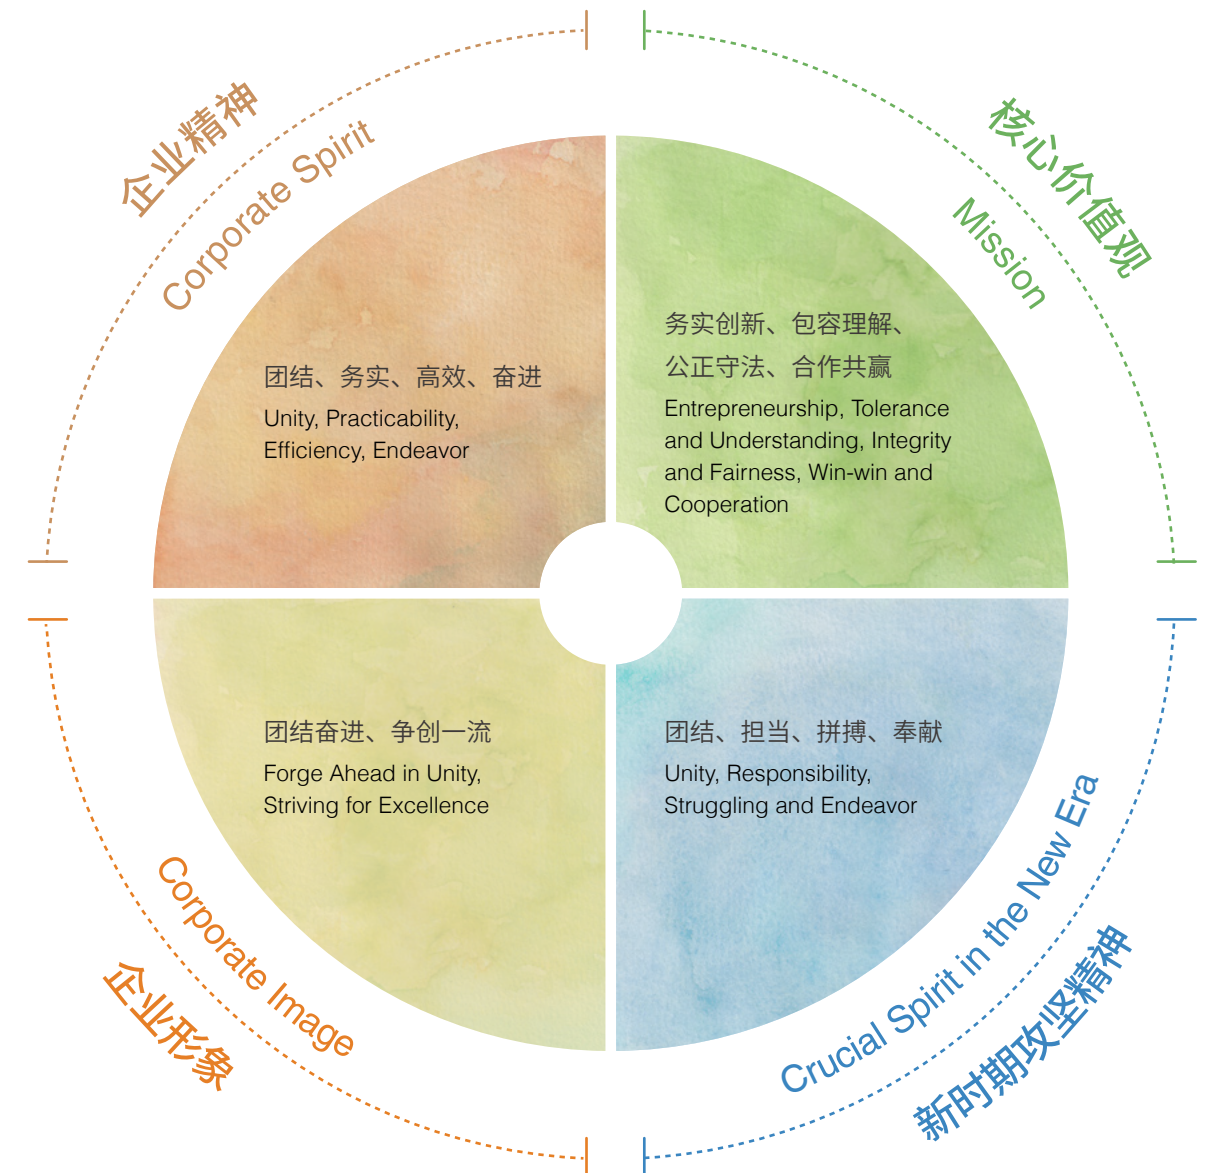 企业精神
Corporate Spirit
团结、务实、高效、奋进
Unity, Practicability,
Efficiency, Endeavor
核心价值观
Mission
务实创新、包容理解、
公正守法、合作共赢
Entrepreneurship, Tolerance
and Understanding, Integrity
and Fairness, Win-win and
Cooperation
团结奋进、争创一流
Forge Ahead in Unity,
Striving for Excellence
Corporate Image
企业形象
团结、担当、拼搏、奉献
Unity, Responsibility,
Struggling and Endeavor
Crucial Spirit in the New Era
新时期攻坚精神